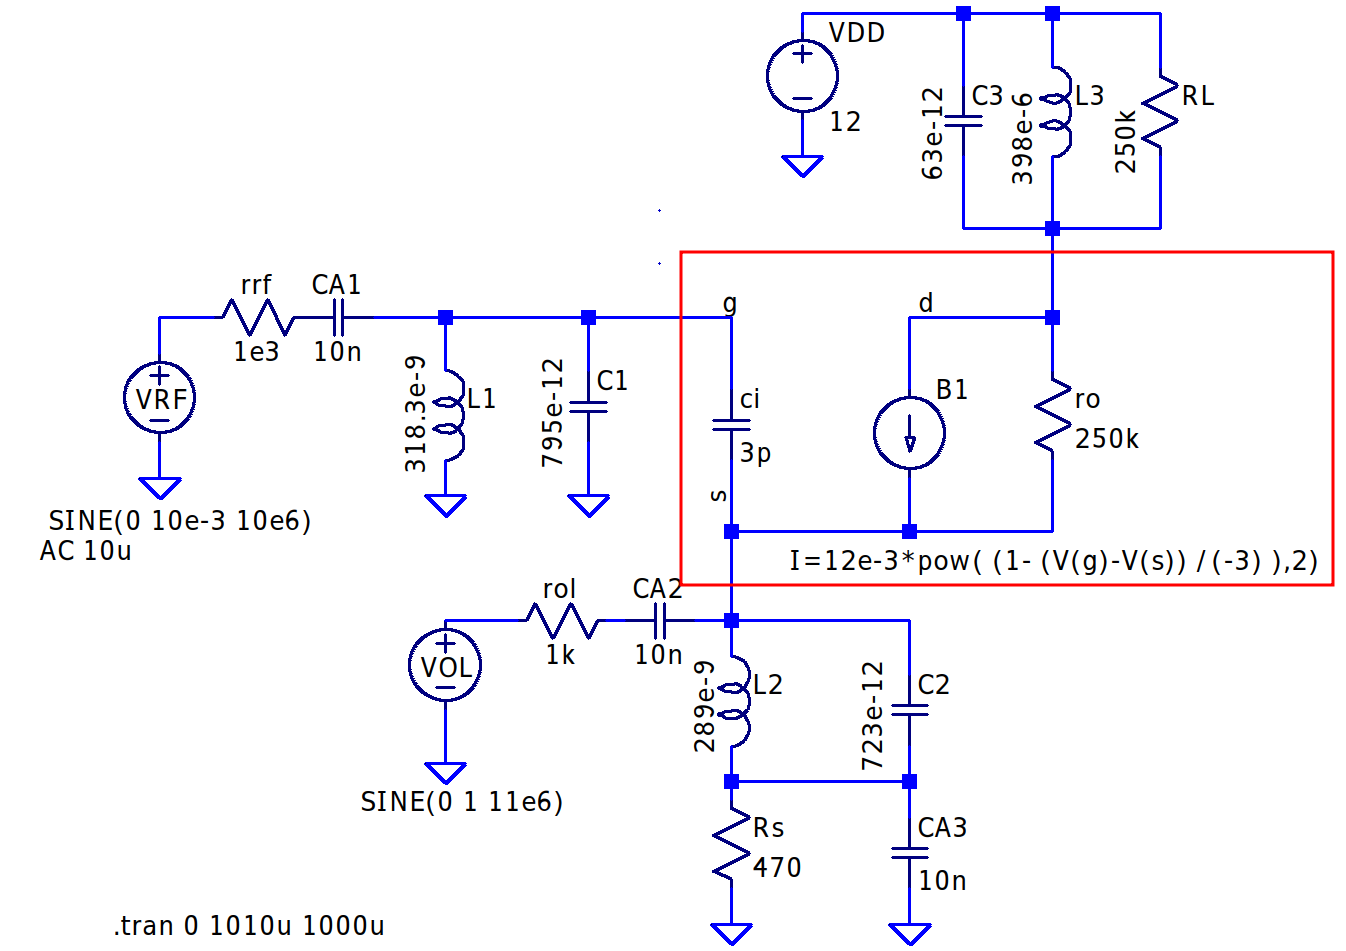 VDD
12
C3
63e-12
L3
398e-6
RL
250k
rrf
1e3
CA1
10n
VRF
SINE(0 10e-3 10e6)
AC 10u
L1
318.3e-9
C1
795e-12
g
d
ci
3p
s
B1
ro
250k
I=12e-3*pow( (1- (V(g)-V(s)) /(-3) ),2)
rol
1k
CA2
10n
VOL
SINE(0 1 11e6)
L2
289e-9
C2
723e-12
Rs
470
CA3
10n
.tran 0 1010u 1000u